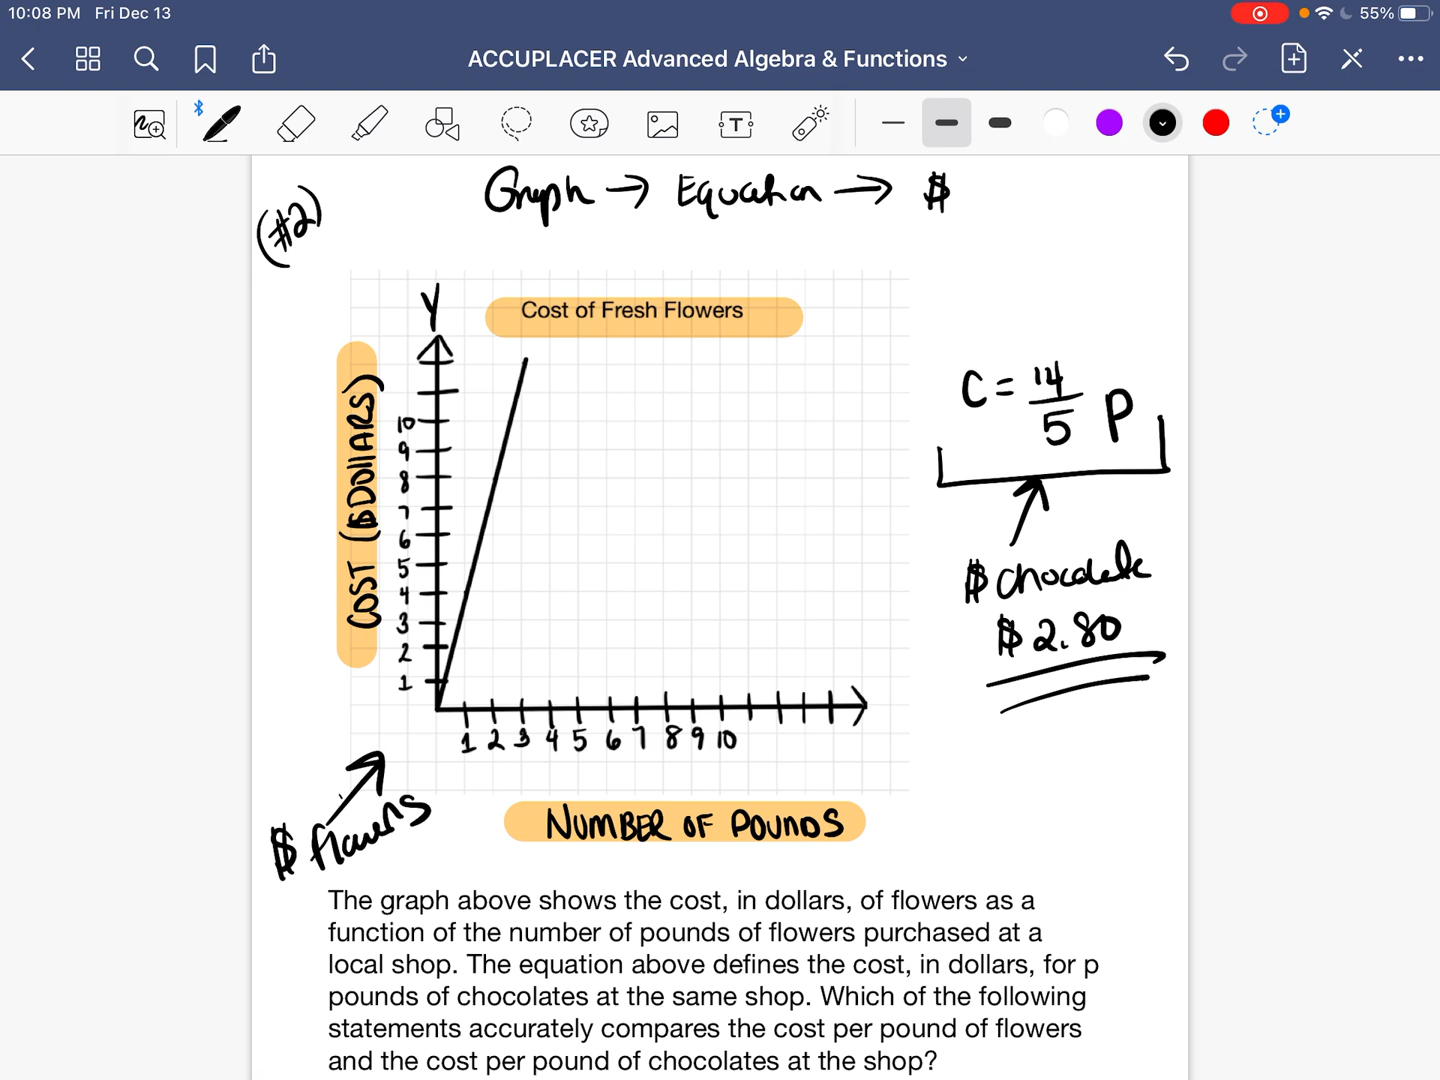 10:08 PM Fri Dec 13
55%
ACCUPLACER Advanced Algebra & Functions
T
(#2)
Graph → Equation → $
Y
Cost of Fresh Flowers
COST ($ DOLLARS)
10
9
8
7
6
5
4
3
2
1
1 2 3 4 5 6 7 8 9 10
NUMBER OF POUNDS
$ flowers
C = 14/5 P
$ chocolate
$ 2.80
The graph above shows the cost, in dollars, of flowers as a
function of the number of pounds of flowers purchased at a
local shop. The equation above defines the cost, in dollars, for p
pounds of chocolates at the same shop. Which of the following
statements accurately compares the cost per pound of flowers
and the cost per pound of chocolates at the shop?